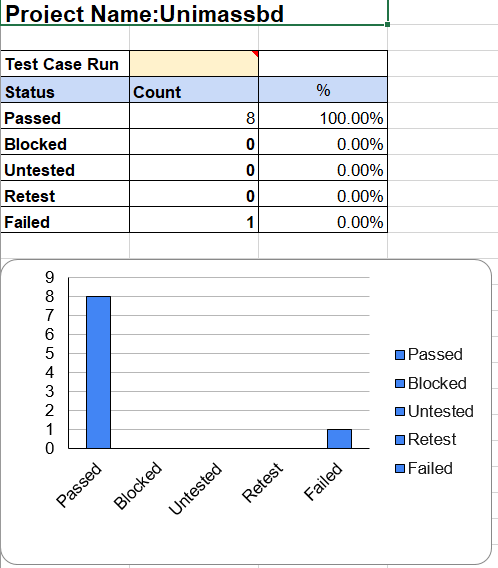 Project Name:Unimassbd
Test Case Run
Status Count %
Passed 8 100.00%
Blocked 0 0.00%
Untested 0 0.00%
Retest 0 0.00%
Failed 1 0.00%
9
8
7
6
5
4
3
2
1
0
Passed Blocked Untested Retest Failed
Passed
Blocked
Untested
Retest
Failed